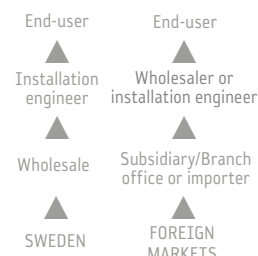 End-user
Installation
engineer
Wholesale
SWEDEN
End-user
Wholesaler or
installation engineer
Subsidiary/Branch
office or importer
FOREIGN
MARKETS